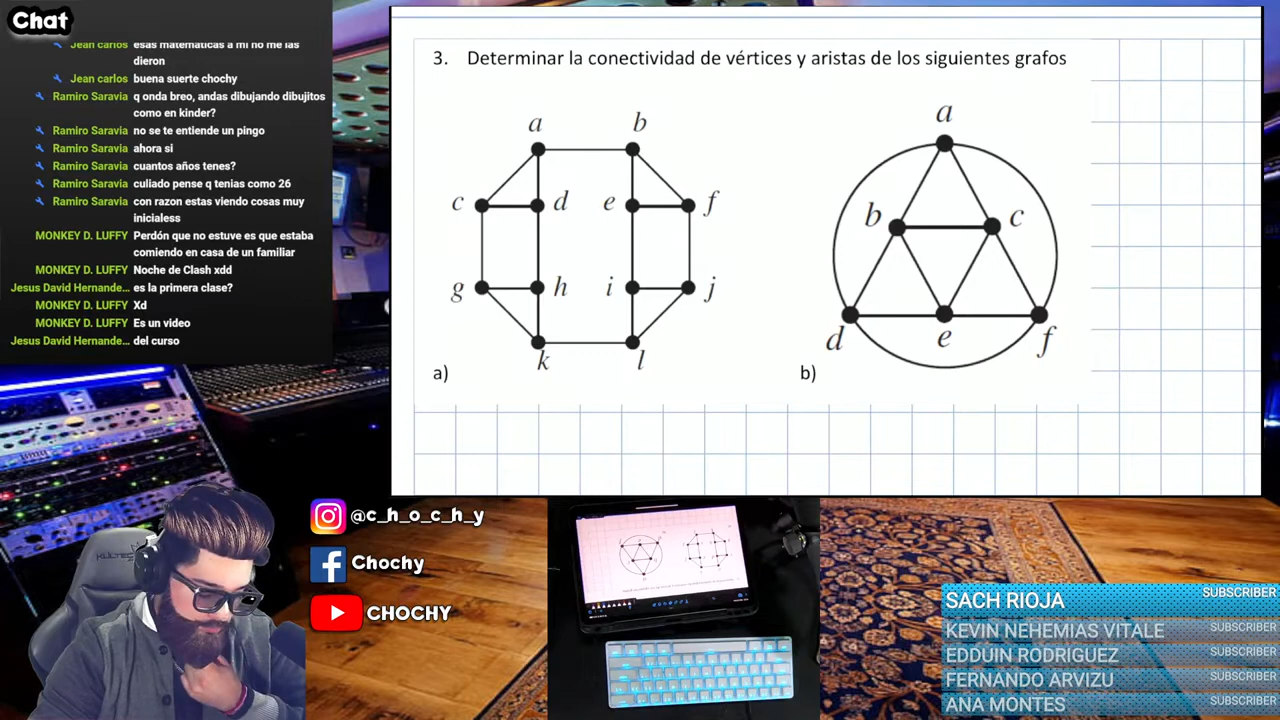 Chat
Jean carlos esas matematicas a mi no me las
dieron
Jean carlos buena suerte chochy
Ramiro Saravia q onda breo, andas dibujando dibujitos
como en kinder?
Ramiro Saravia no se te entiende un pingo
Ramiro Saravia ahora si
Ramiro Saravia cuantos años tenes?
Ramiro Saravia culiado pense q tenias como 26
Ramiro Saravia con razon estas viendo cosas muy
inicialess
MONKEY D. LUFFY Perdón que no estuve es que estaba
comiendo en casa de un familiar
MONKEY D. LUFFY Noche de Clash xdd
Jesus David Hernande... es la primera clase?
MONKEY D. LUFFY Xd
MONKEY D. LUFFY Es un video
Jesus David Hernande... del curso
3. Determinar la conectividad de vértices y aristas de los siguientes grafos
a b
c d e f
g h i j
k l
a)
a
b c
d e f
b)
@c_h_o_c_h_y
Chochy
CHOCHY
SACH RIOJA SUBSCRIBER
KEVIN NEHEMIAS VITALE SUBSCRIBER
EDDUIN RODRIGUEZ SUBSCRIBER
FERNANDO ARVIZU SUBSCRIBER
ANA MONTES SUBSCRIBER